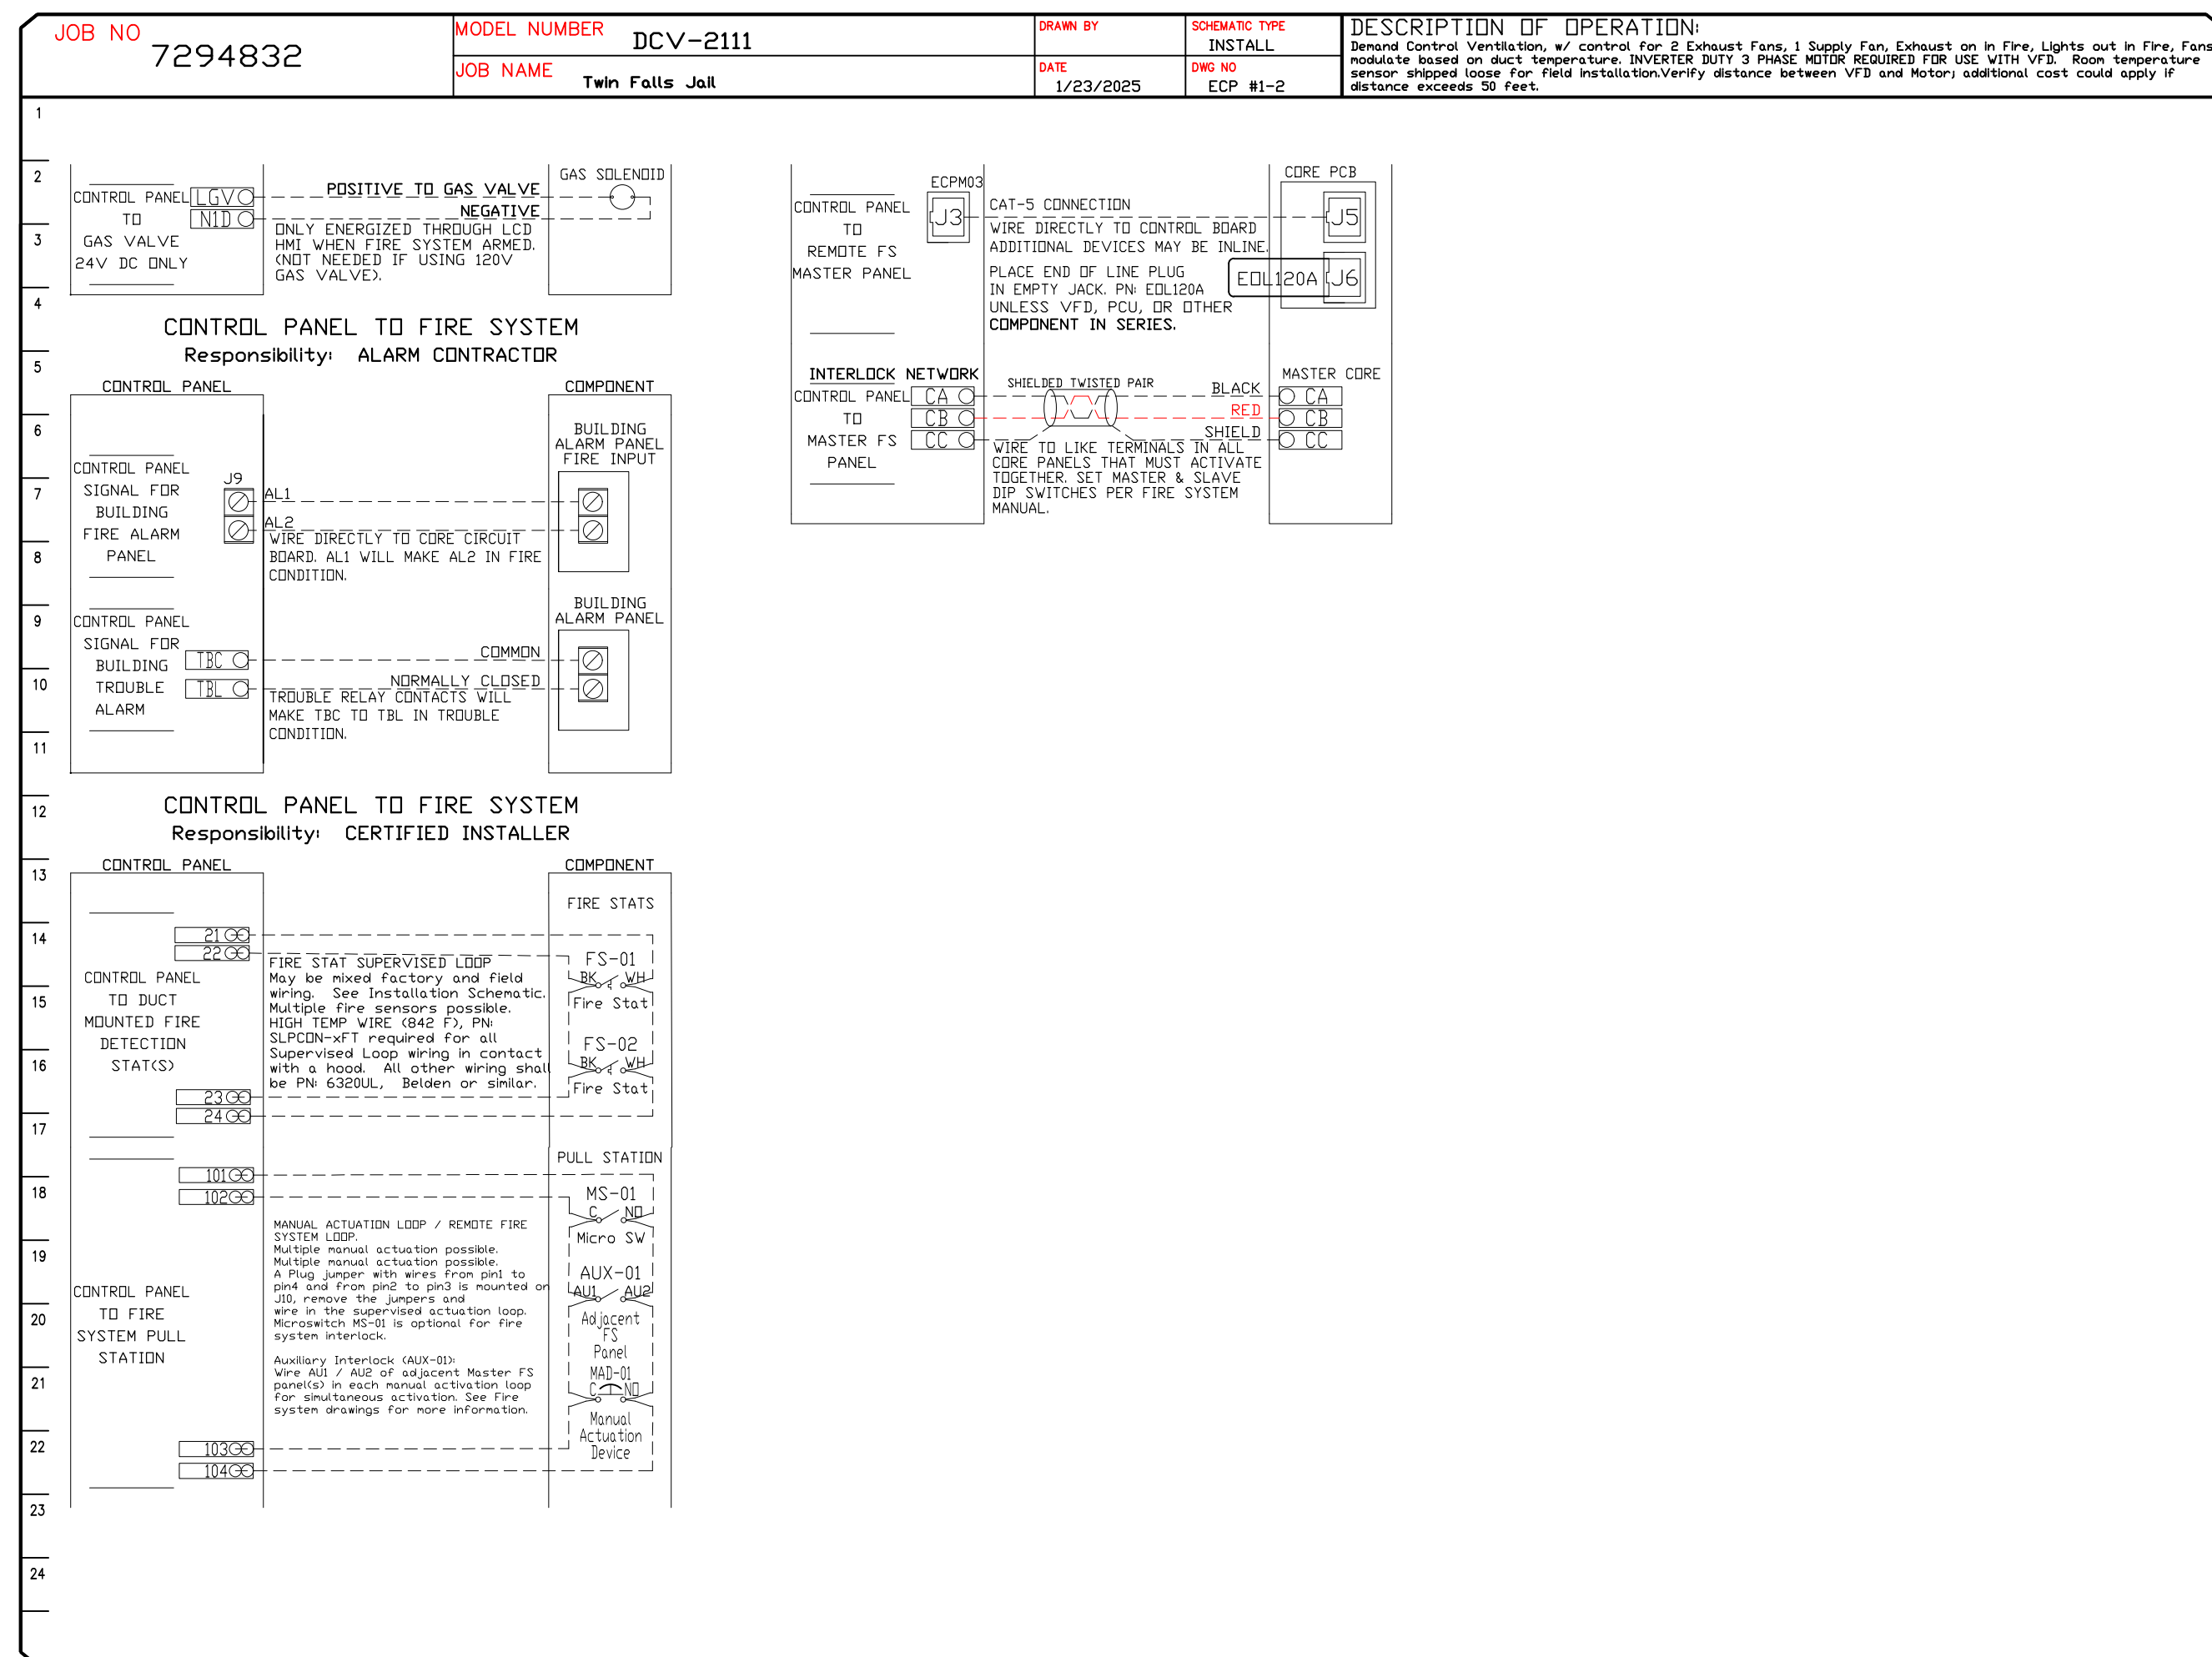 JOB NO
7294832
MODEL NUMBER
DCV-2111
JOB NAME
Twin Falls Jail
DRAWN BY
DATE
1/23/2025
SCHEMATIC TYPE
INSTALL
DWG NO
ECP #1-2
DESCRIPTION OF OPERATION:
Demand Control Ventilation, w/ control for 2 Exhaust Fans, 1 Supply Fan, Exhaust on in Fire, Lights out in Fire, Fans
modulate based on duct temperature. INVERTER DUTY 3 PHASE MOTOR REQUIRED FOR USE WITH VFD. Room temperature
sensor shipped loose for field installation.Verify distance between VFD and Motor; additional cost could apply if
distance exceeds 50 feet.
1
2
3
4
5
6
7
8
9
10
11
12
13
14
15
16
17
18
19
20
21
22
23
24
CONTROL PANEL
TO
GAS VALVE
24V DC ONLY
LGV
N1D
POSITIVE TO GAS VALVE
NEGATIVE
ONLY ENERGIZED THROUGH LCD
HMI WHEN FIRE SYSTEM ARMED.
(NOT NEEDED IF USING 120V
GAS VALVE).
GAS SOLENOID
CONTROL PANEL TO FIRE SYSTEM
Responsibility: ALARM CONTRACTOR
CONTROL PANEL
COMPONENT
CONTROL PANEL
SIGNAL FOR
BUILDING
FIRE ALARM
PANEL
J9
AL1
AL2
WIRE DIRECTLY TO CORE CIRCUIT
BOARD. AL1 WILL MAKE AL2 IN FIRE
CONDITION.
BUILDING
ALARM PANEL
FIRE INPUT
CONTROL PANEL
SIGNAL FOR
BUILDING
TROUBLE
ALARM
TBC
TBL
COMMON
NORMALLY CLOSED
TROUBLE RELAY CONTACTS WILL
MAKE TBC TO TBL IN TROUBLE
CONDITION.
BUILDING
ALARM PANEL
CONTROL PANEL TO FIRE SYSTEM
Responsibility: CERTIFIED INSTALLER
CONTROL PANEL
COMPONENT
CONTROL PANEL
TO DUCT
MOUNTED FIRE
DETECTION
STAT(S)
21
22
23
24
FIRE STAT SUPERVISED LOOP
May be mixed factory and field
wiring. See Installation Schematic.
Multiple fire sensors possible.
HIGH TEMP WIRE (842 F), PN:
SLPCON-xFT required for all
Supervised Loop wiring in contact
with a hood. All other wiring shall
be PN: 6320UL, Belden or similar.
FIRE STATS
FS-01
BK WH
Fire Stat
FS-02
BK WH
Fire Stat
CONTROL PANEL
TO FIRE
SYSTEM PULL
STATION
101
102
103
104
MANUAL ACTUATION LOOP / REMOTE FIRE
SYSTEM LOOP.
Multiple manual actuation possible.
Multiple manual actuation possible.
A Plug jumper with wires from pin1 to
pin4 and from pin2 to pin3 is mounted on
J10, remove the jumpers and
wire in the supervised actuation loop.
Microswitch MS-01 is optional for fire
system interlock.
Auxiliary Interlock (AUX-01):
Wire AU1 / AU2 of adjacent Master FS
panel(s) in each manual activation loop
for simultaneous activation. See Fire
system drawings for more information.
PULL STATION
MS-01
C NO
Micro SW
AUX-01
AU1 AU2
Adjacent
FS
Panel
MAD-01
C NO
Manual
Actuation
Device
CONTROL PANEL
TO
REMOTE FS
MASTER PANEL
ECPM03
J3
CAT-5 CONNECTION
WIRE DIRECTLY TO CONTROL BOARD
ADDITIONAL DEVICES MAY BE INLINE.
PLACE END OF LINE PLUG
IN EMPTY JACK. PN: EOL120A
UNLESS VFD, PCU, OR OTHER
COMPONENT IN SERIES.
CORE PCB
J5
EOL120A
J6
INTERLOCK NETWORK
CONTROL PANEL
TO
MASTER FS
PANEL
CA
CB
CC
SHIELDED TWISTED PAIR
BLACK
RED
SHIELD
WIRE TO LIKE TERMINALS IN ALL
CORE PANELS THAT MUST ACTIVATE
TOGETHER. SET MASTER & SLAVE
DIP SWITCHES PER FIRE SYSTEM
MANUAL.
MASTER CORE
CA
CB
CC